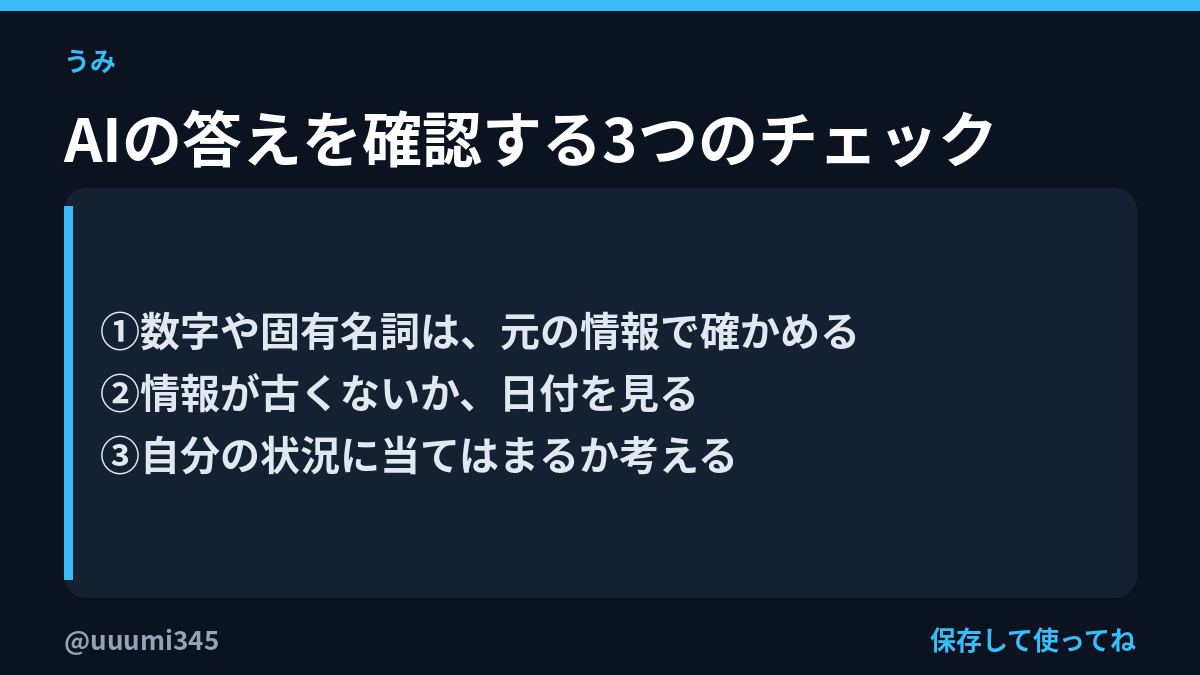 うみ
AIの答えを確認する3つのチェック
①数字や固有名詞は、元の情報で確かめる
②情報が古くないか、日付を見る
③自分の状況に当てはまるか考える
@uuumi345
保存して使ってね